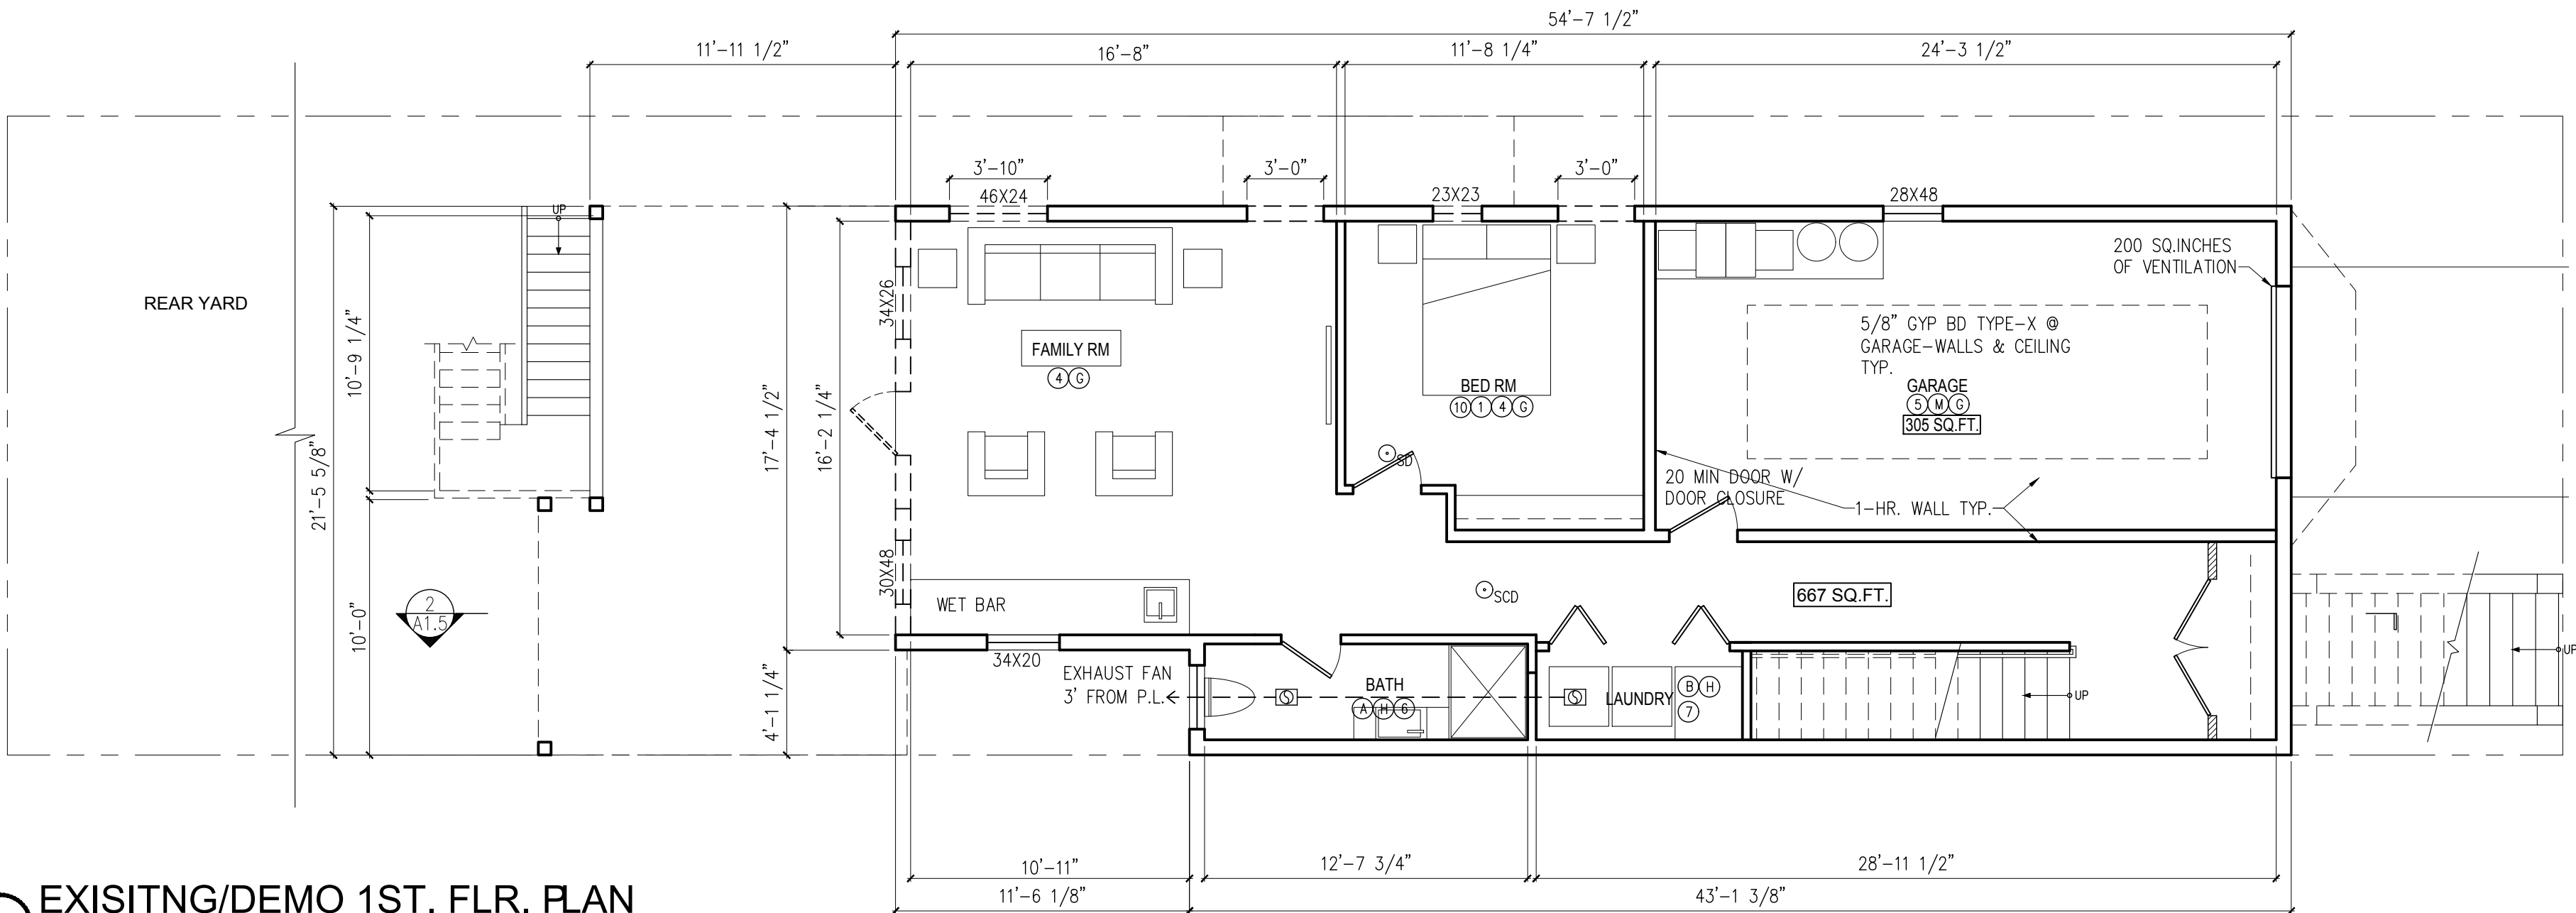 54'-7 1/2"
11'-11 1/2"
16'-8"
11'-8 1/4"
24'-3 1/2"
3'-10"
3'-0"
3'-0"
46X24
23X23
28X48
UP
200 SQ.INCHES
OF VENTILATION
REAR YARD
34X26
5/8" GYP BD TYPE-X @
GARAGE-WALLS & CEILING
TYP.
FAMILY RM
4 G
BED RM
10 1 4 G
GARAGE
5 M G
305 SQ.FT.
10'-9 1/4"
21'-5 5/8"
17'-4 1/2"
16'-2 1/4"
SD
20 MIN DOOR W/
DOOR CLOSURE
1-HR. WALL TYP.
30X48
10'-0"
2
A1.5
WET BAR
SCD
667 SQ.FT.
34X20
EXHAUST FAN
3' FROM P.L.
BATH
A H 6
LAUNDRY
B H
7
UP
UP
4'-1 1/4"
10'-11"
12'-7 3/4"
28'-11 1/2"
11'-6 1/8"
43'-1 3/8"
EXISITNG/DEMO 1ST. FLR. PLAN